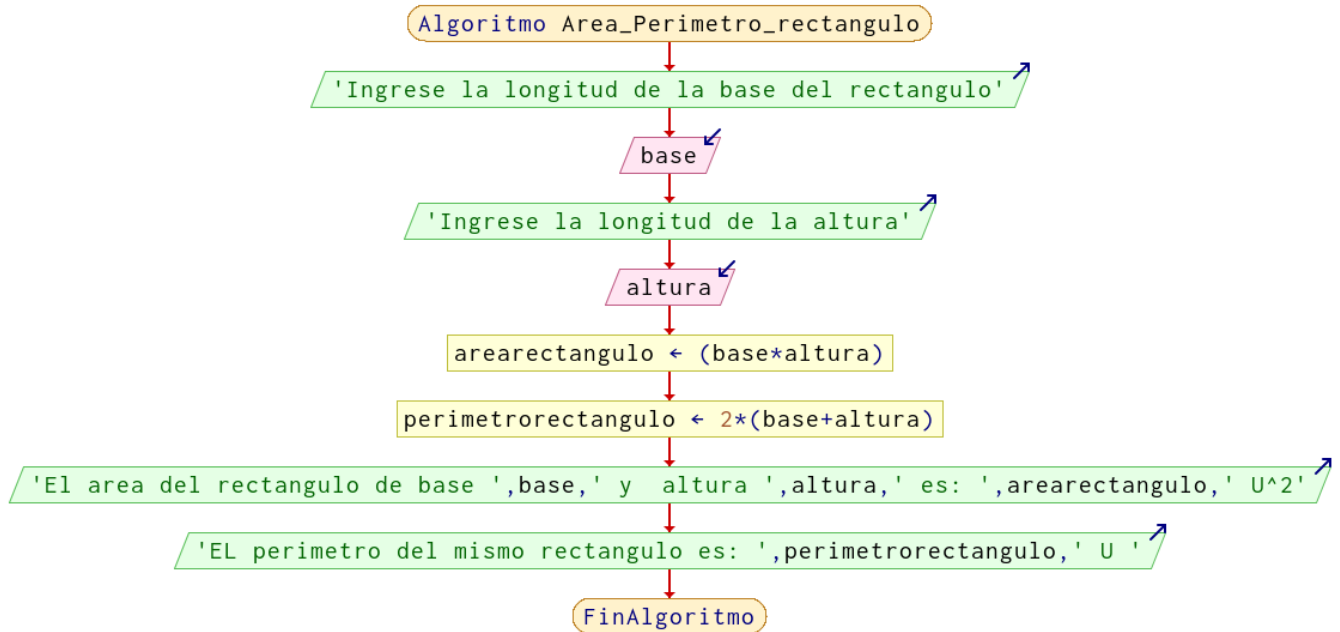 Algoritmo Area_Perimetro_rectangulo
'Ingrese la longitud de la base del rectangulo'
base
'Ingrese la longitud de la altura'
altura
arearectangulo ← (base*altura)
perimetrorectangulo ← 2*(base+altura)
'El area del rectangulo de base ',base,' y  altura ',altura,' es: ',arearectangulo,' U^2'
'EL perimetro del mismo rectangulo es: ',perimetrorectangulo,' U '
FinAlgoritmo